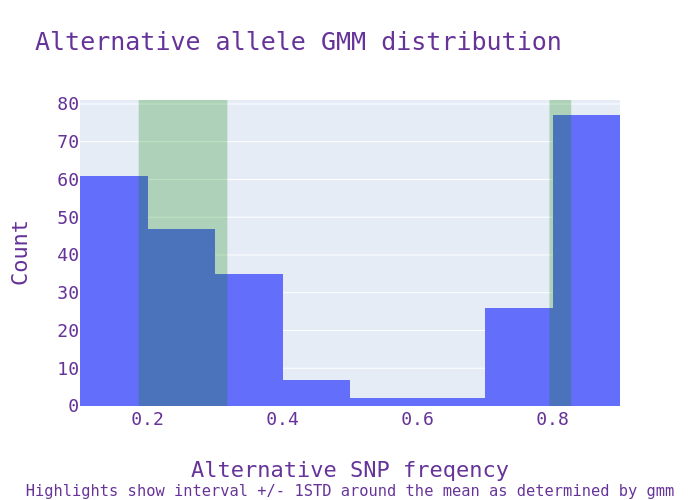 Alternative allele GMM distribution
80
70
60
50
40
30
20
10
0
Count
0.2 0.4 0.6 0.8
Alternative SNP freqency
Highlights show interval +/- 1STD around the mean as determined by gmm